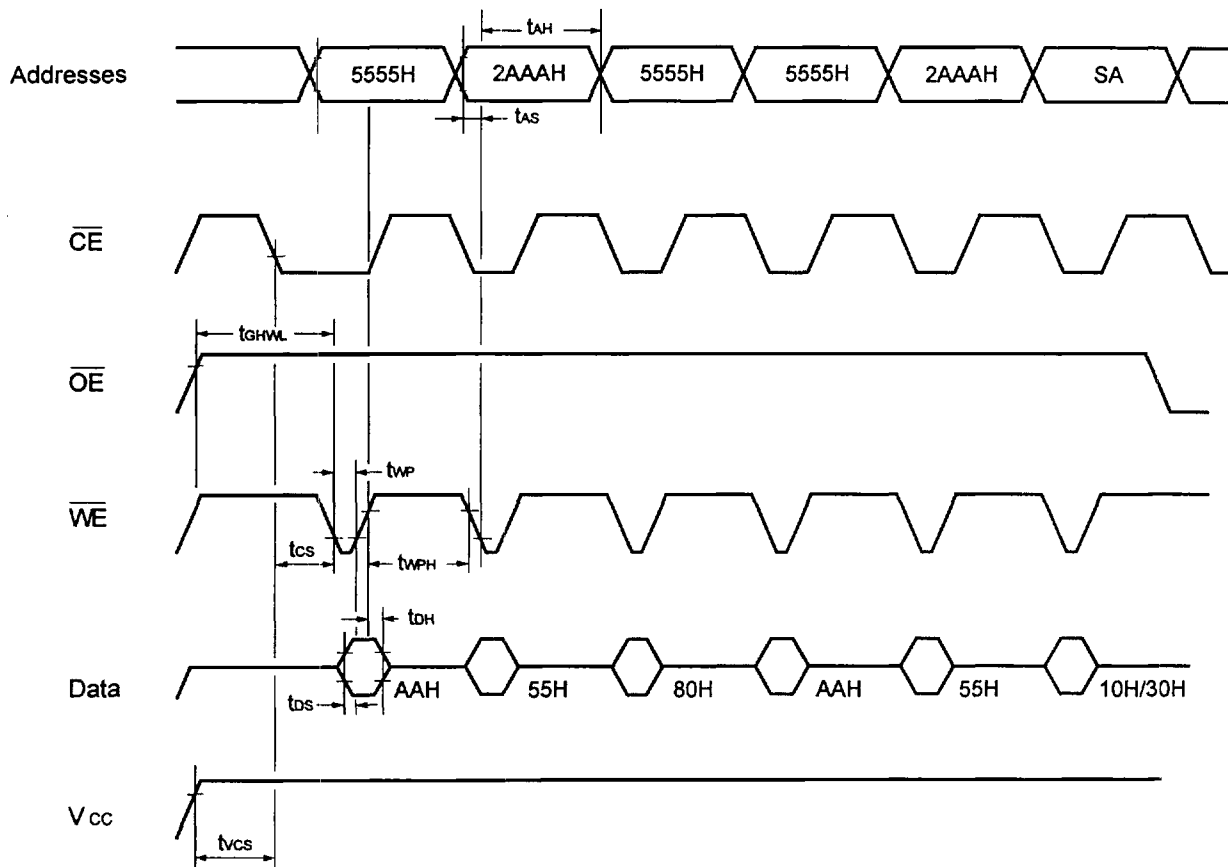 tAH
Addresses 5555H 2AAAH 5555H 5555H 2AAAH SA
tAS
CE
tGHWL
OE
tWP
WE
tCS tWPH
tDH
Data AAH 55H 80H AAH 55H 10H/30H
tDS
VCC
tVCS